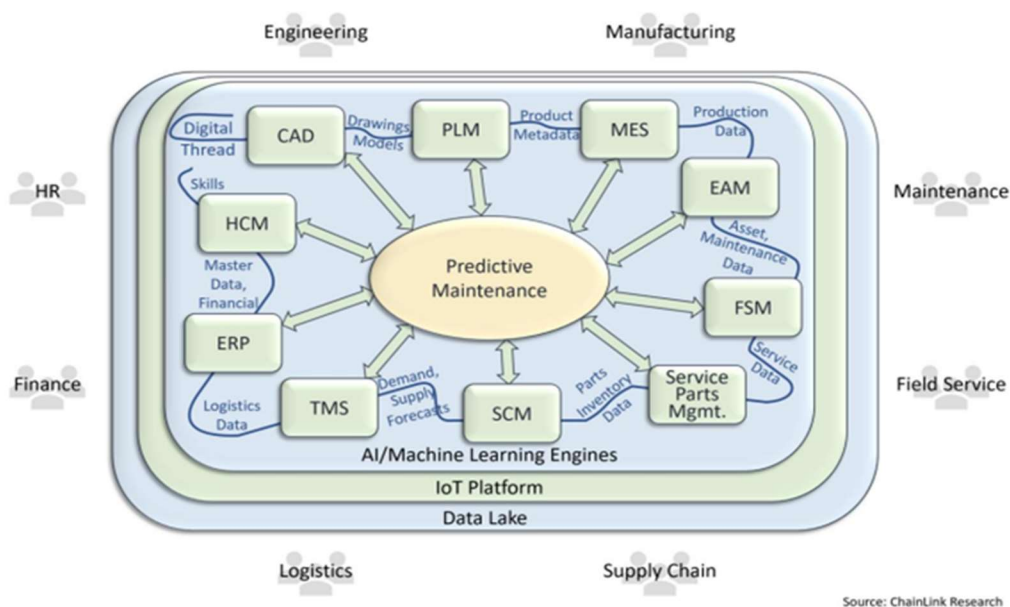 Engineering
Manufacturing
Digital
Thread
CAD
Drawings
Models
PLM
Product
Metadata
MES
Production
Data
HR
Skills
EAM
Maintenance
HCM
Asset,
Maintenance
Data
Predictive
Maintenance
Master
Data,
Financial
FSM
ERP
Service
Data
Finance
Field Service
Logistics
Data
TMS
Demand,
Supply
Forecasts
SCM
Parts
Inventory
Data
Service
Parts
Mgmt.
AI/Machine Learning Engines
IoT Platform
Data Lake
Logistics
Supply Chain
Source: ChainLink Research